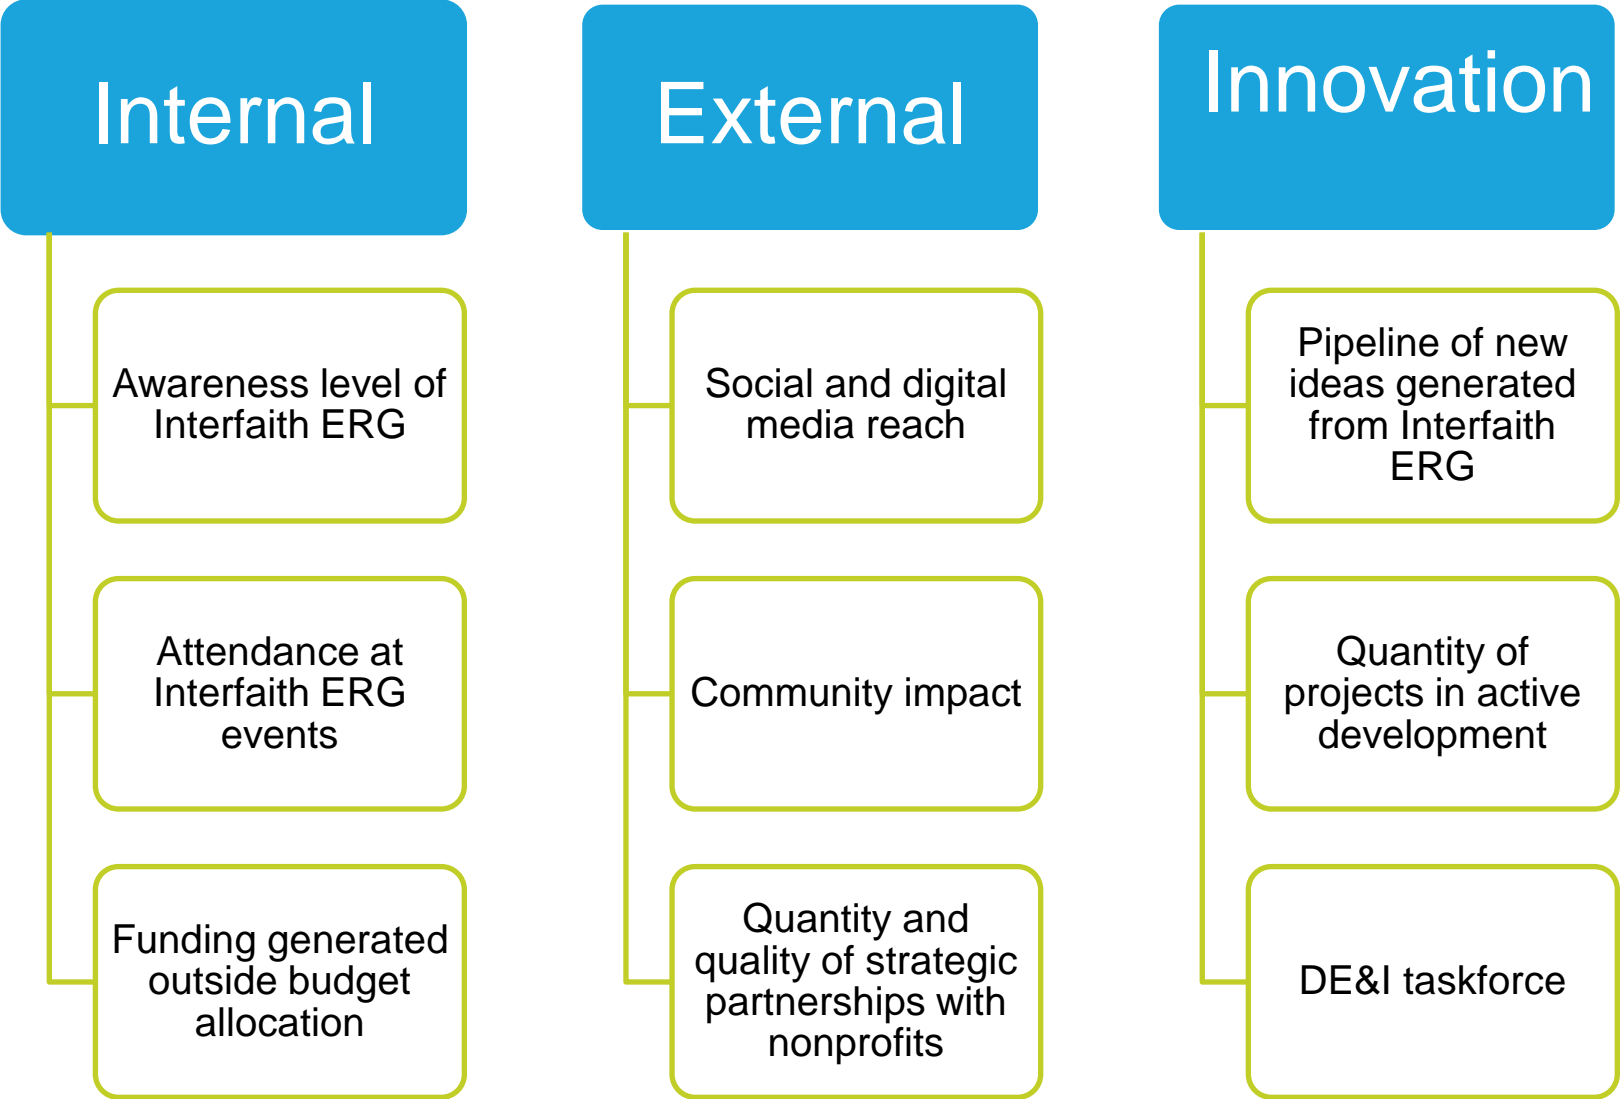 Internal
Awareness level of
Interfaith ERG
Attendance at
Interfaith ERG
events
Funding generated
outside budget
allocation
External
Social and digital
media reach
Community impact
Quantity and
quality of strategic
partnerships with
nonprofits
Innovation
Pipeline of new
ideas generated
from Interfaith
ERG
Quantity of
projects in active
development
DE&I taskforce